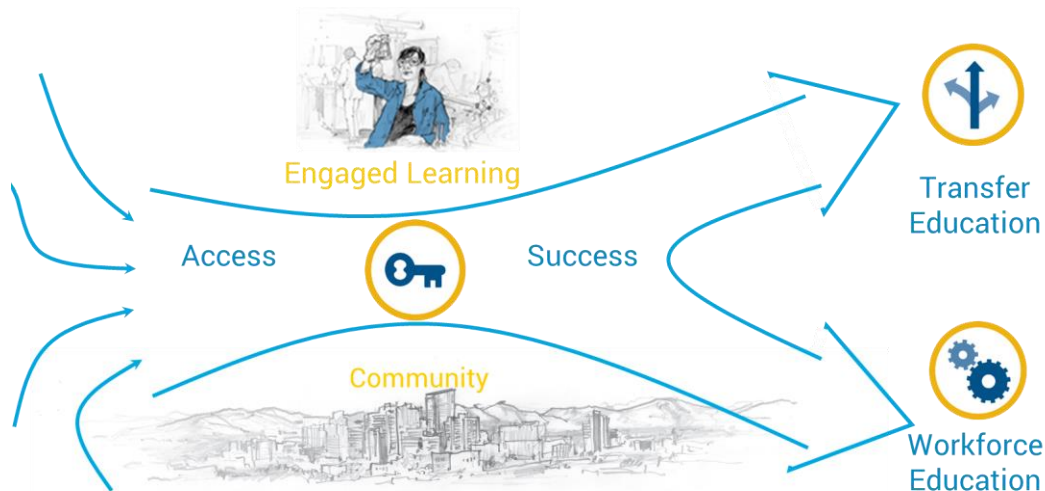 Engaged Learning
Access
Success
Transfer
Education
Community
Workforce
Education